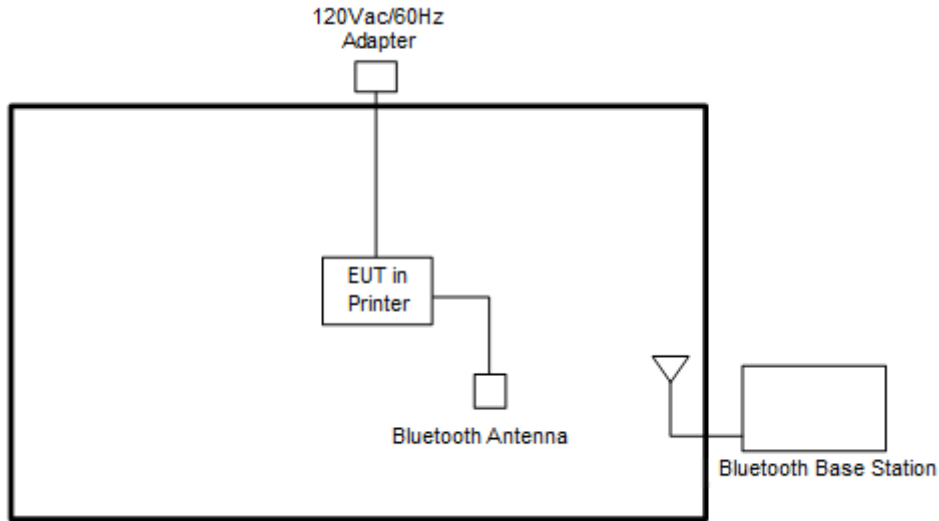 120Vac/60Hz
Adapter
EUT in
Printer
Bluetooth Antenna
Bluetooth Base Station